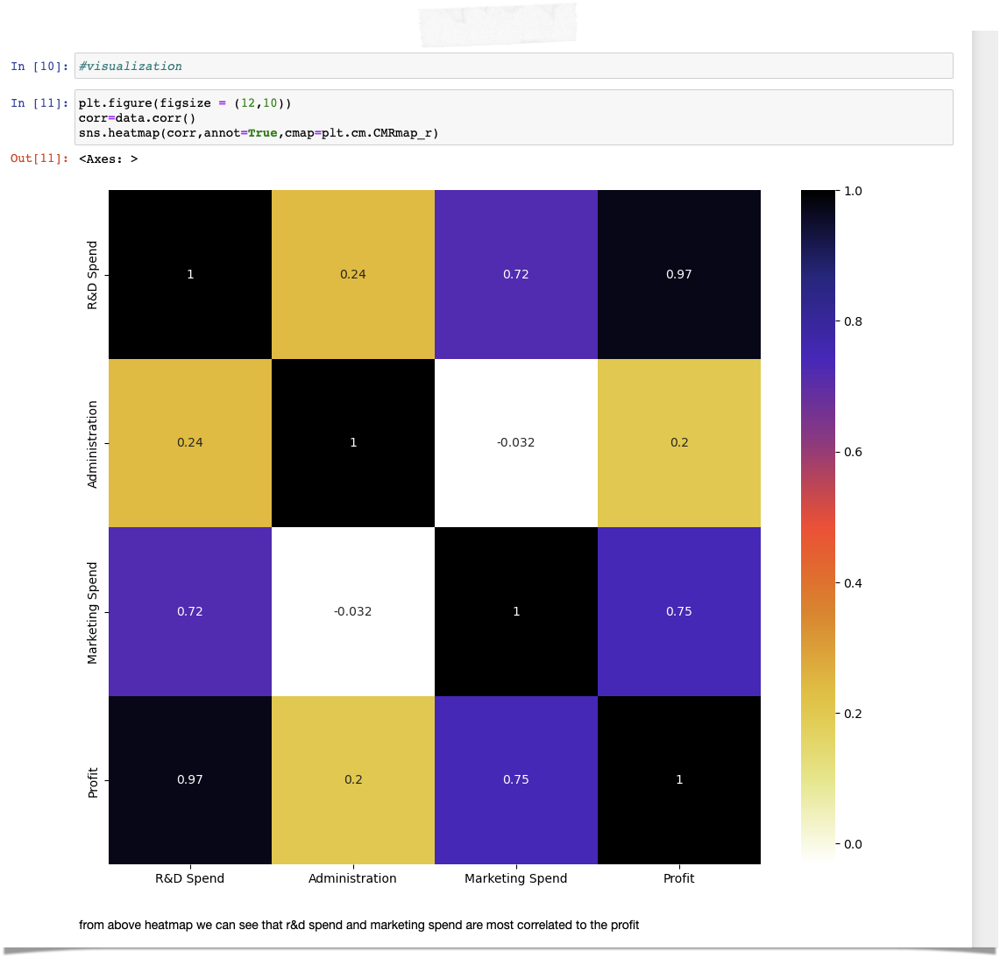 In [10]: #visualization
In [11]: plt.figure(figsize = (12,10))
corr=data.corr()
sns.heatmap(corr,annot=True,cmap=plt.cm.CMRmap_r)
Out[11]: <Axes: >
1.0
R&D Spend 1 0.24 0.72 0.97
0.8
Administration 0.24 1 -0.032 0.2
0.6
0.4
Marketing Spend 0.72 -0.032 1 0.75
0.2
Profit 0.97 0.2 0.75 1
0.0
R&D Spend Administration Marketing Spend Profit
from above heatmap we can see that r&d spend and marketing spend are most correlated to the profit